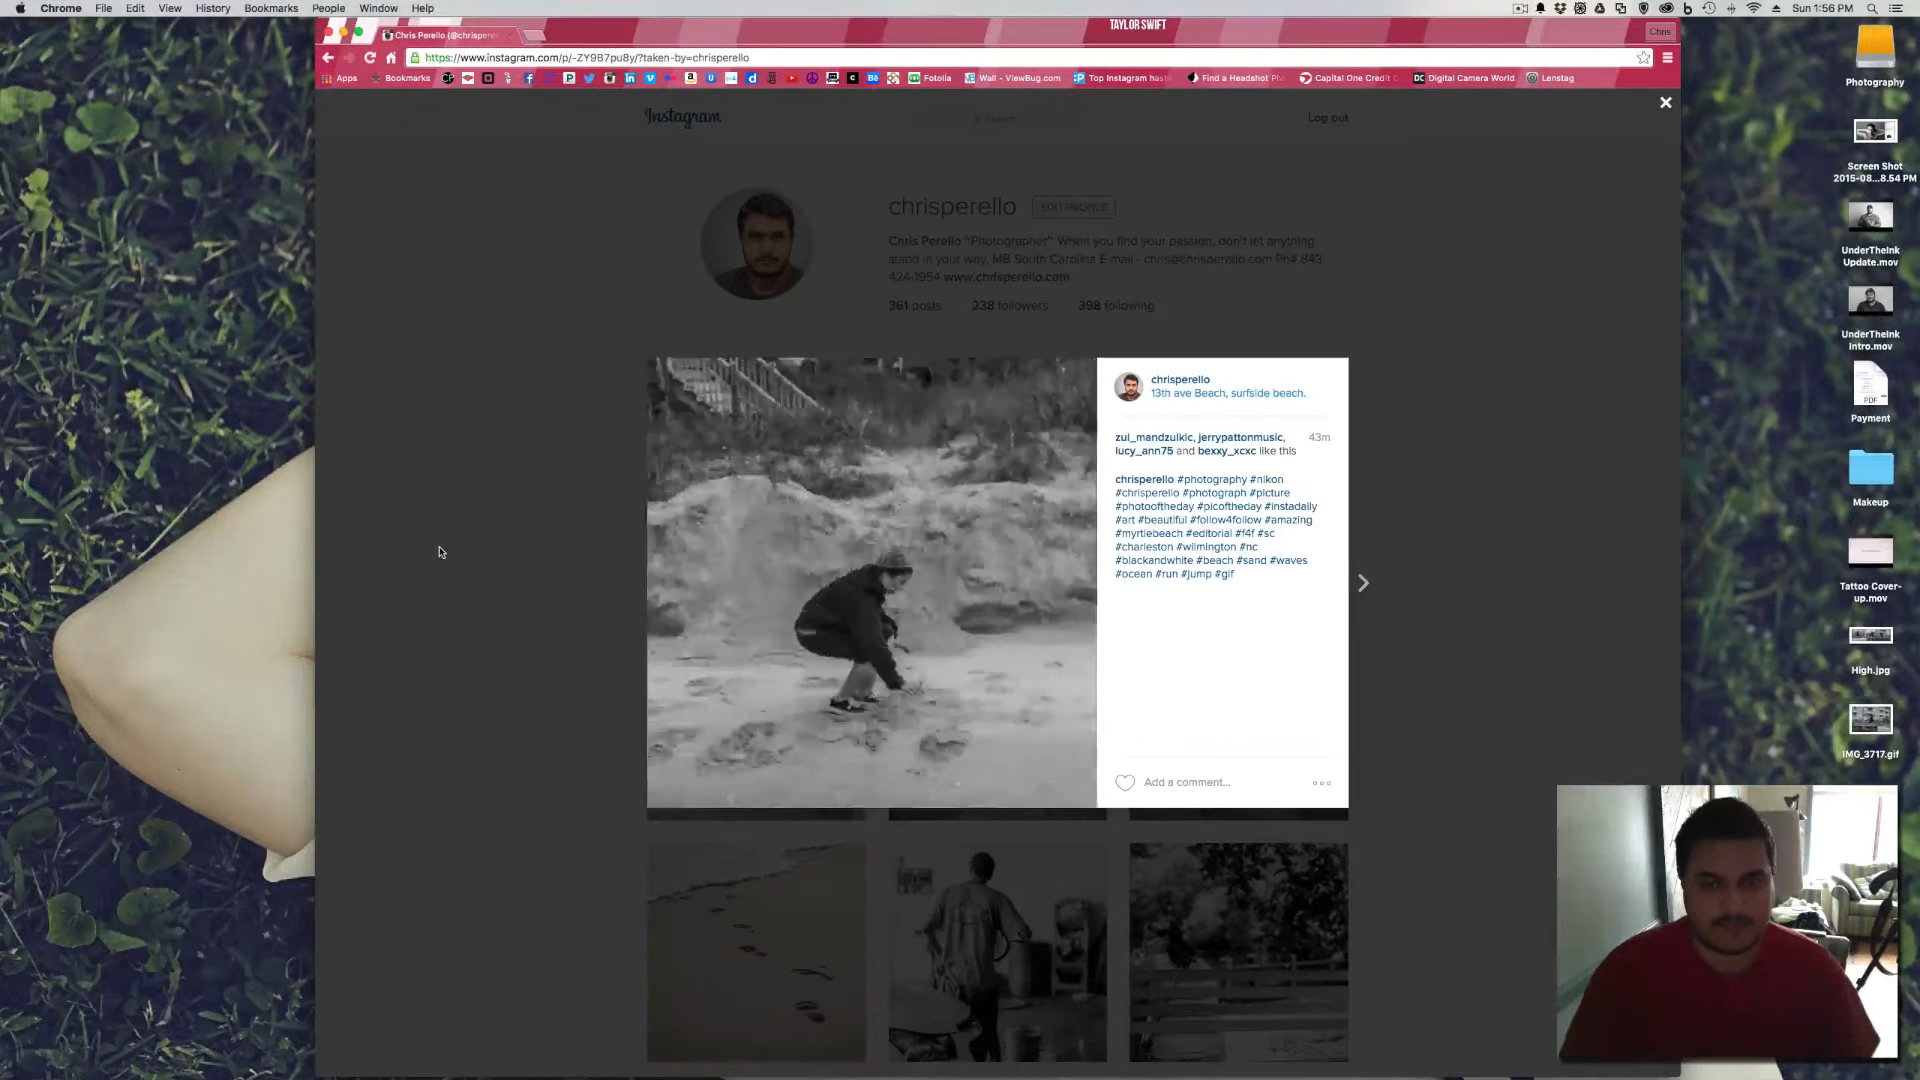 Chrome File Edit View History Bookmarks People Window Help
Sun 1:56 PM
TAYLOR SWIFT
Chris Perello (@chrisperel
Chris
https://www.instagram.com/p/-ZY9B7pu8y/?taken-by=chrisperello
Apps Bookmarks Fotolia Wall - ViewBug.com Top Instagram hash Find a Headshot Ph Capital One Credit C Digital Camera World Lenstag
Instagram
Search
Log out
chrisperello EDIT PROFILE
Chris Perello "Photographer" When you find your passion, don't let anything
stand in your way. MB South Carolina E-mail - chris@chrisperello.com Ph# 843
424-1954 www.chrisperello.com
361 posts 238 followers 398 following
chrisperello
13th ave Beach, surfside beach.
zul_mandzulkic, jerrypattonmusic, 43m
lucy_ann75 and bexxy_xcxc like this
chrisperello #photography #nikon
#chrisperello #photograph #picture
#photooftheday #picoftheday #instadaily
#art #beautiful #follow4follow #amazing
#myrtlebeach #editorial #f4f #sc
#charleston #wilmington #nc
#blackandwhite #beach #sand #waves
#ocean #run #jump #gif
Add a comment...
Photography
Screen Shot
2015-08...8.54 PM
UnderTheInk
Update.mov
UnderTheInk
Intro.mov
PDF
Payment
Makeup
Tattoo Cover-
up.mov
High.jpg
IMG_3717.gif